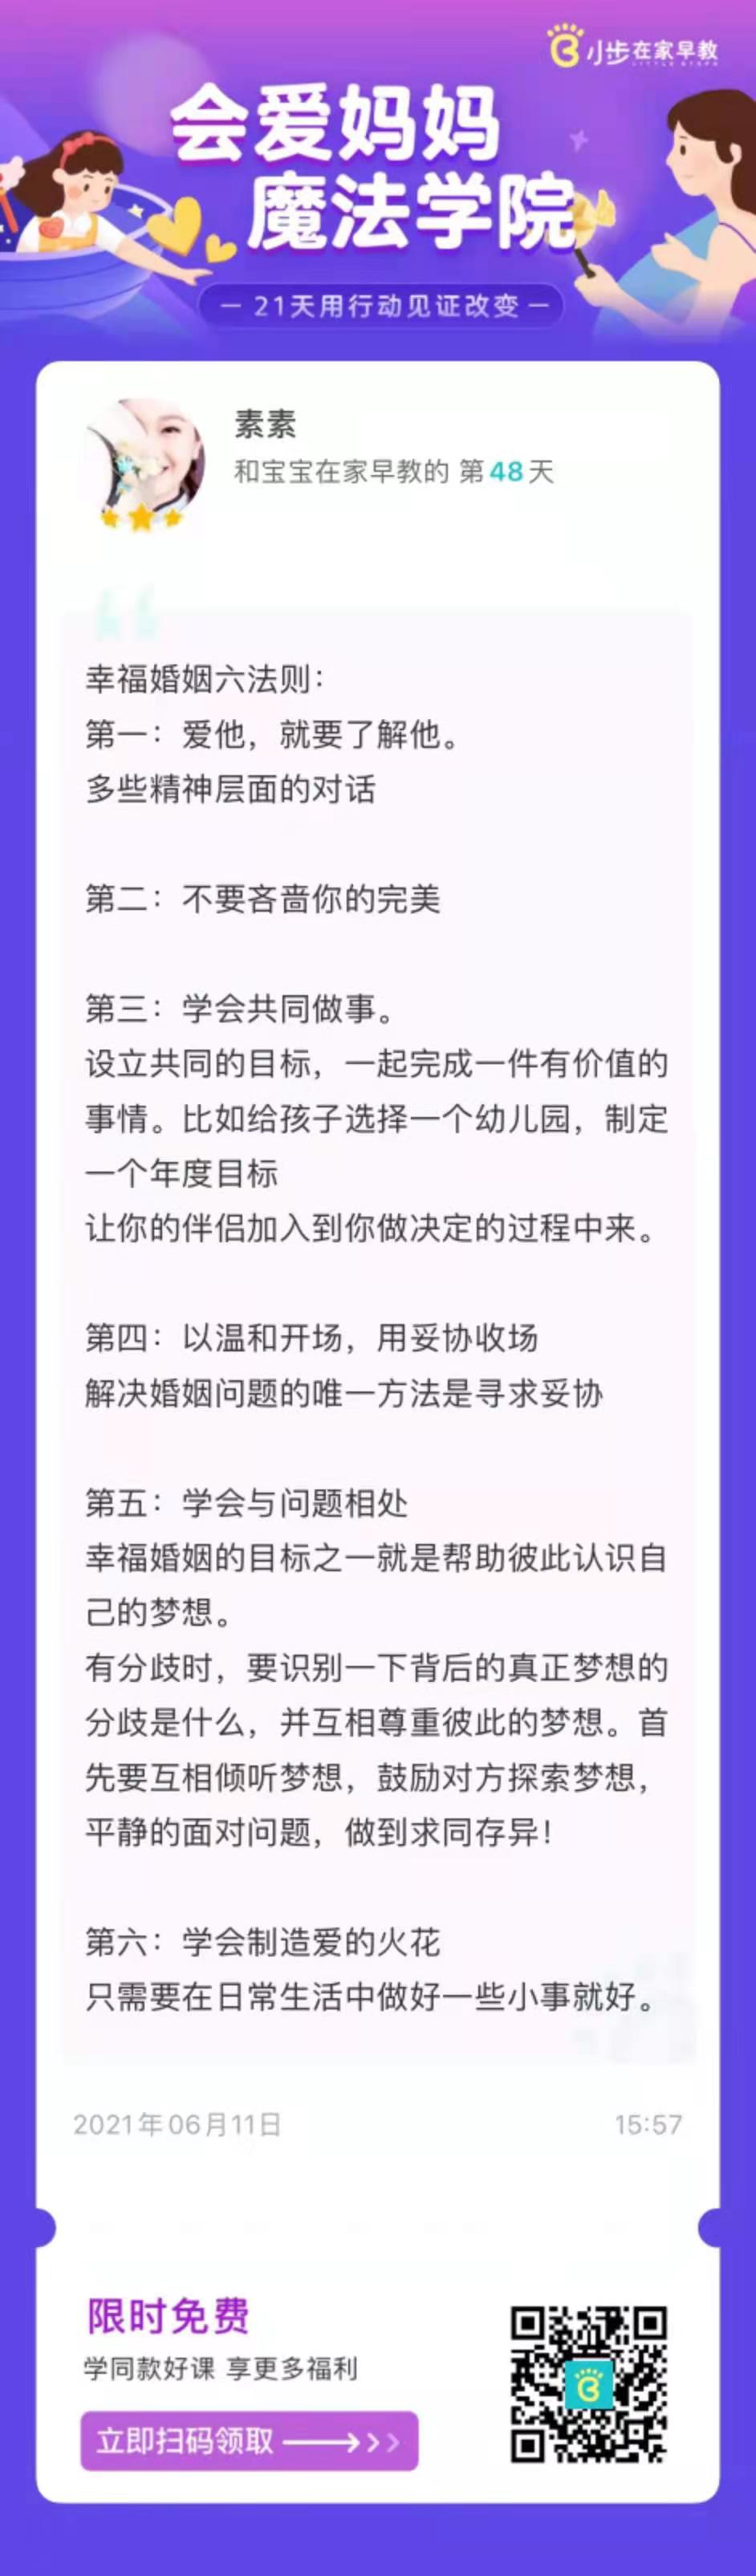 小步在家早教
LITTLE STEPS
会爱妈妈
魔法学院
— 21天用行动见证改变 —
素素
和宝宝在家早教的 第48天
幸福婚姻六法则：
第一：爱他，就要了解他。
多些精神层面的对话
第二：不要吝啬你的完美
第三：学会共同做事。
设立共同的目标，一起完成一件有价值的
事情。比如给孩子选择一个幼儿园，制定
一个年度目标
让你的伴侣加入到你做决定的过程中来。
第四：以温和开场，用妥协收场
解决婚姻问题的唯一方法是寻求妥协
第五：学会与问题相处
幸福婚姻的目标之一就是帮助彼此认识自
己的梦想。
有分歧时，要识别一下背后的真正梦想的
分歧是什么，并互相尊重彼此的梦想。首
先要互相倾听梦想，鼓励对方探索梦想，
平静的面对问题，做到求同存异！
第六：学会制造爱的火花
只需要在日常生活中做好一些小事就好。
2021年06月11日 15:57
限时免费
学同款好课 享更多福利
立即扫码领取